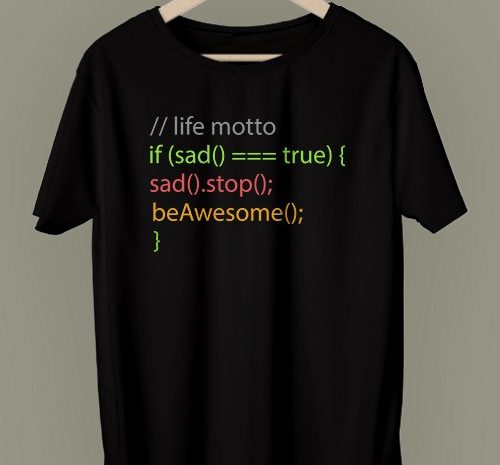 // life motto
if (sad() === true) {
sad().stop();
beAwesome();
}